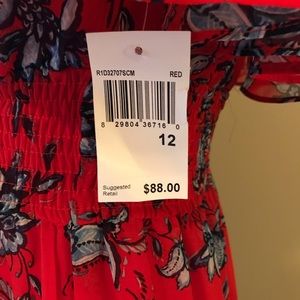 R1D32707SCM RED
8 29804 36716 0
12
Suggested
Retail $88.00